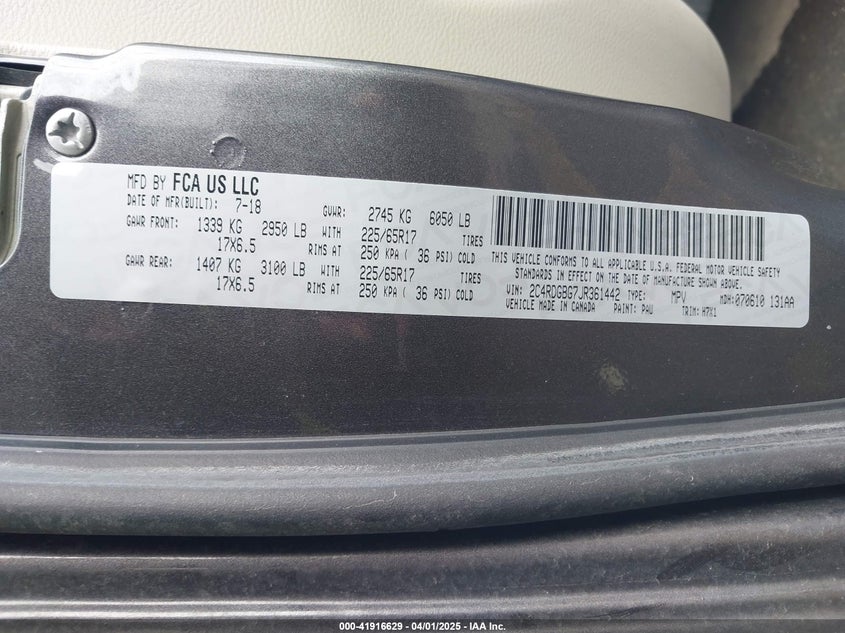 MFD BY FCA US LLC
DATE OF MFR(BUILT): 7-18 GVWR: 2745 KG 6050 LB
GAWR FRONT: 1339 KG 2950 LB WITH 225/65R17 TIRES
17X6.5 RIMS AT 250 KPA ( 36 PSI) COLD
GAWR REAR: 1407 KG 3100 LB WITH 225/65R17 TIRES
17X6.5 RIMS AT 250 KPA ( 36 PSI) COLD
THIS VEHICLE CONFORMS TO ALL APPLICABLE U.S.A. FEDERAL MOTOR VEHICLE SAFETY
STANDARDS IN EFFECT ON THE DATE OF MANUFACTURE SHOWN ABOVE.
VIN: 2C4RDGBG7JR361442 TYPE: MPV MDH:070610 131AA
VEHICLE MADE IN CANADA PAINT: PAU TRIM: H7X1
000-41916629 - 04/01/2025 - IAA Inc.